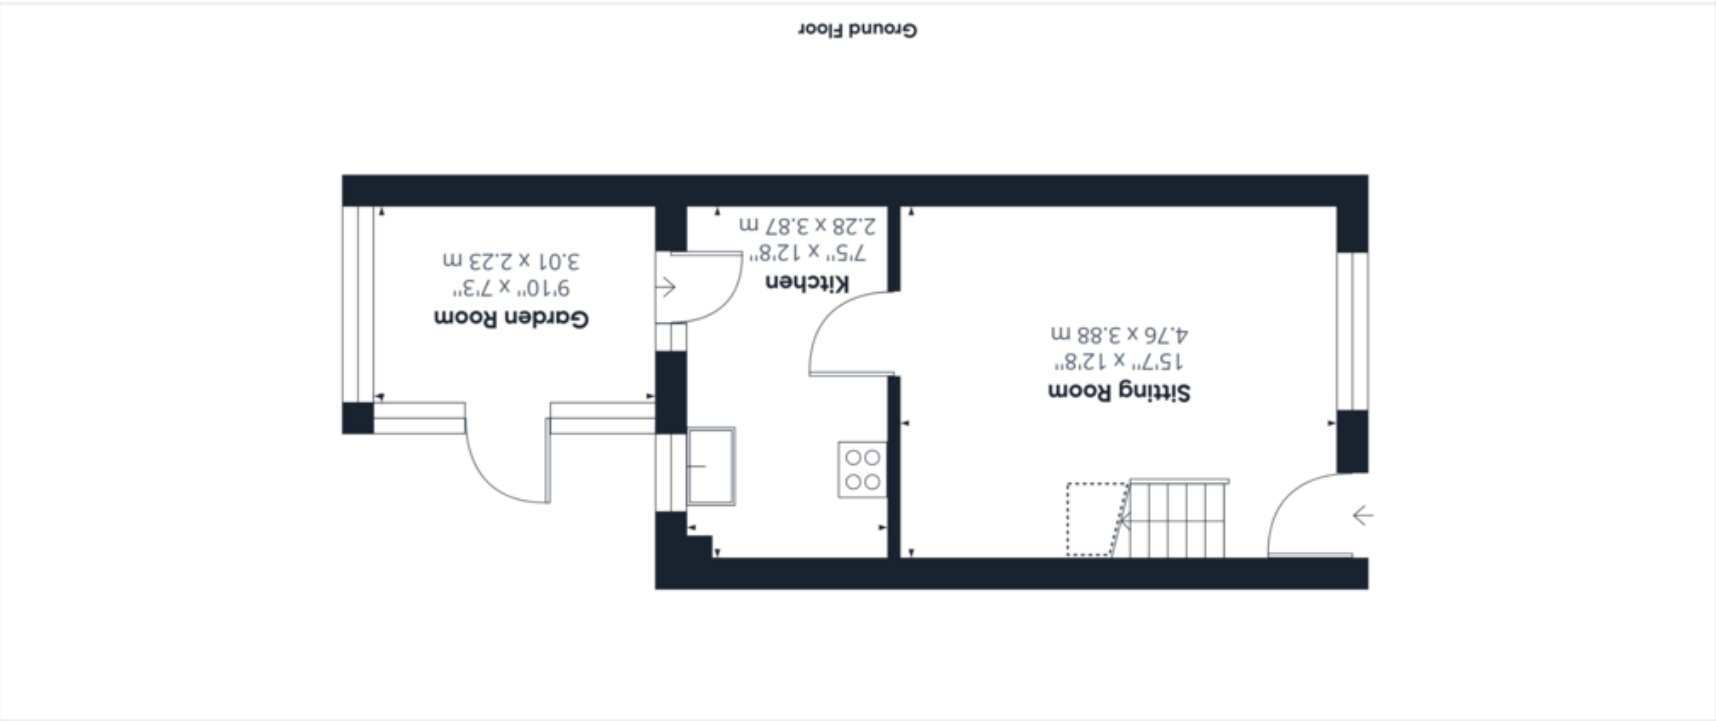 Sitting Room
15'7" x 12'8"
4.76 x 3.88 m
Kitchen
7'5" x 12'8"
2.28 x 3.87 m
Garden Room
9'10" x 7'3"
3.01 x 2.23 m
Ground Floor